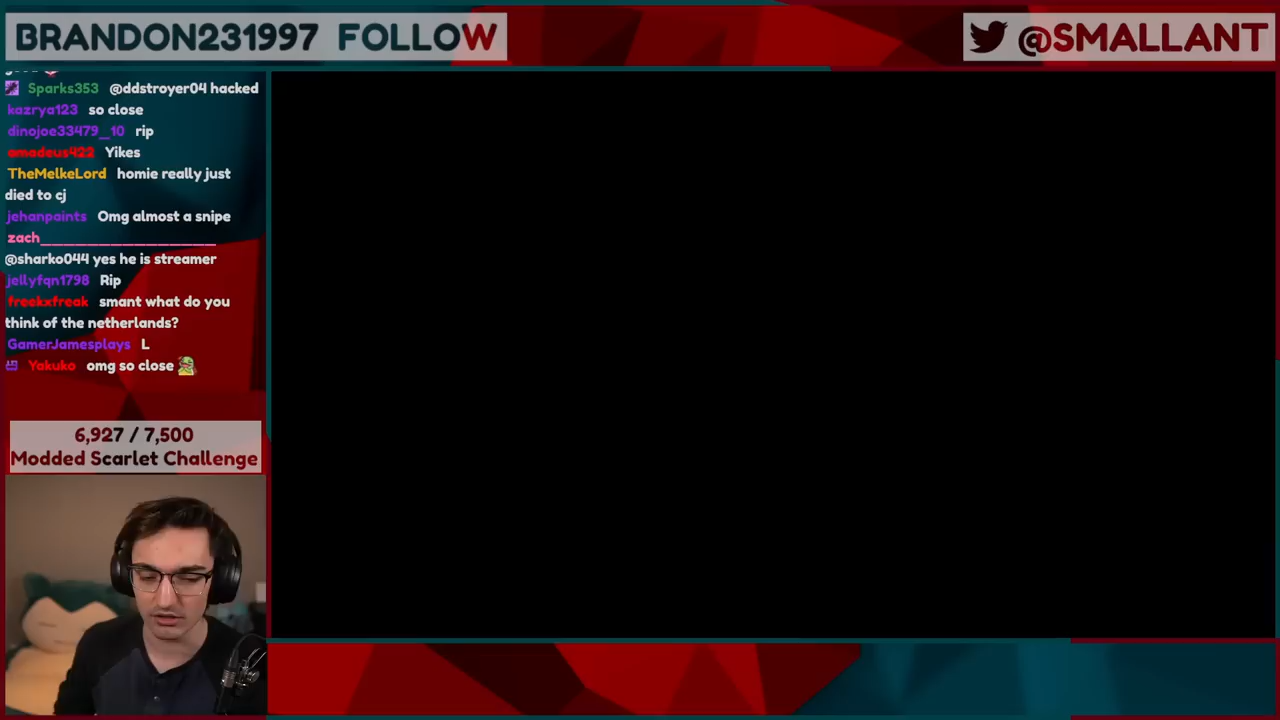 BRANDON231997 FOLLOW
@SMALLANT
Sparks353 @ddstroyer04 hacked
kazrya123 so close
dinojoe33479_10 rip
amadeus422 Yikes
TheMelkeLord homie really just
died to cj
jehanpaints Omg almost a snipe
zach________________
@sharko044 yes he is streamer
jellyfqn1798 Rip
freekxfreak smant what do you
think of the netherlands?
GamerJamesplays L
Yakuko omg so close
6,927 / 7,500
Modded Scarlet Challenge